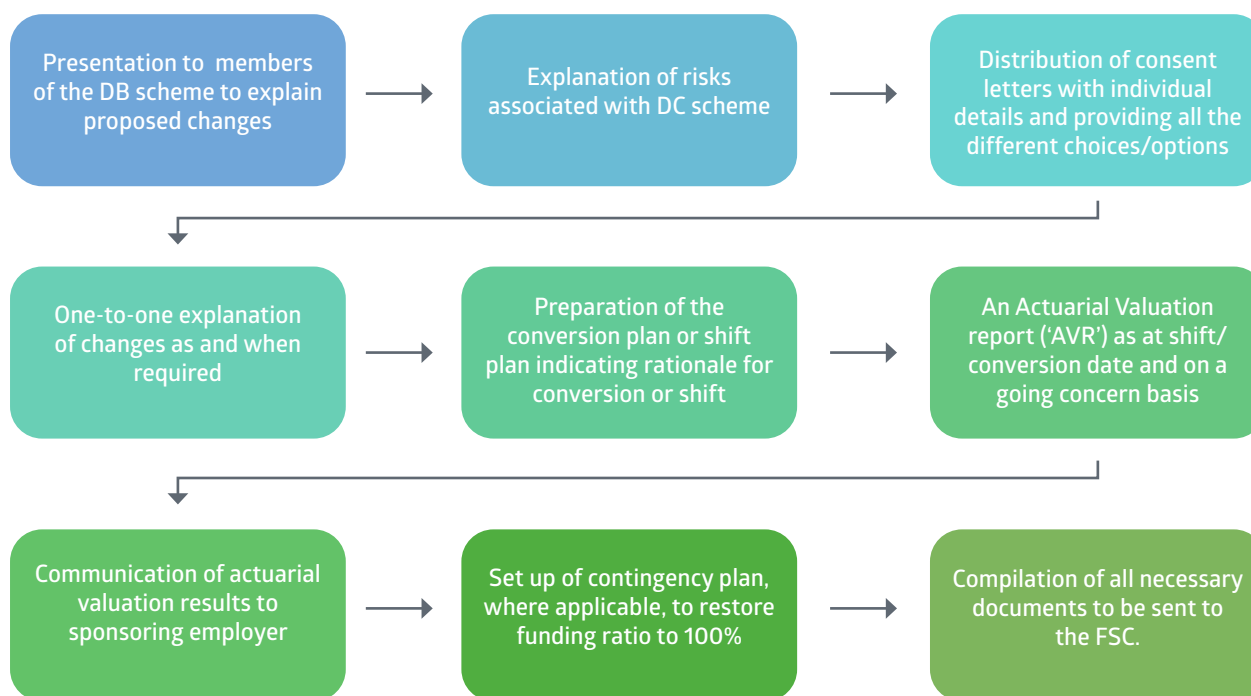 Presentation to members
of the DB scheme to explain
proposed changes
Explanation of risks
associated with DC scheme
Distribution of consent
letters with individual
details and providing all the
different choices/options
One-to-one explanation
of changes as and when
required
Preparation of the
conversion plan or shift
plan indicating rationale for
conversion or shift
An Actuarial Valuation
report (‘AVR’) as at shift/
conversion date and on a
going concern basis
Communication of actuarial
valuation results to
sponsoring employer
Set up of contingency plan,
where applicable, to restore
funding ratio to 100%
Compilation of all necessary
documents to be sent to
the FSC.